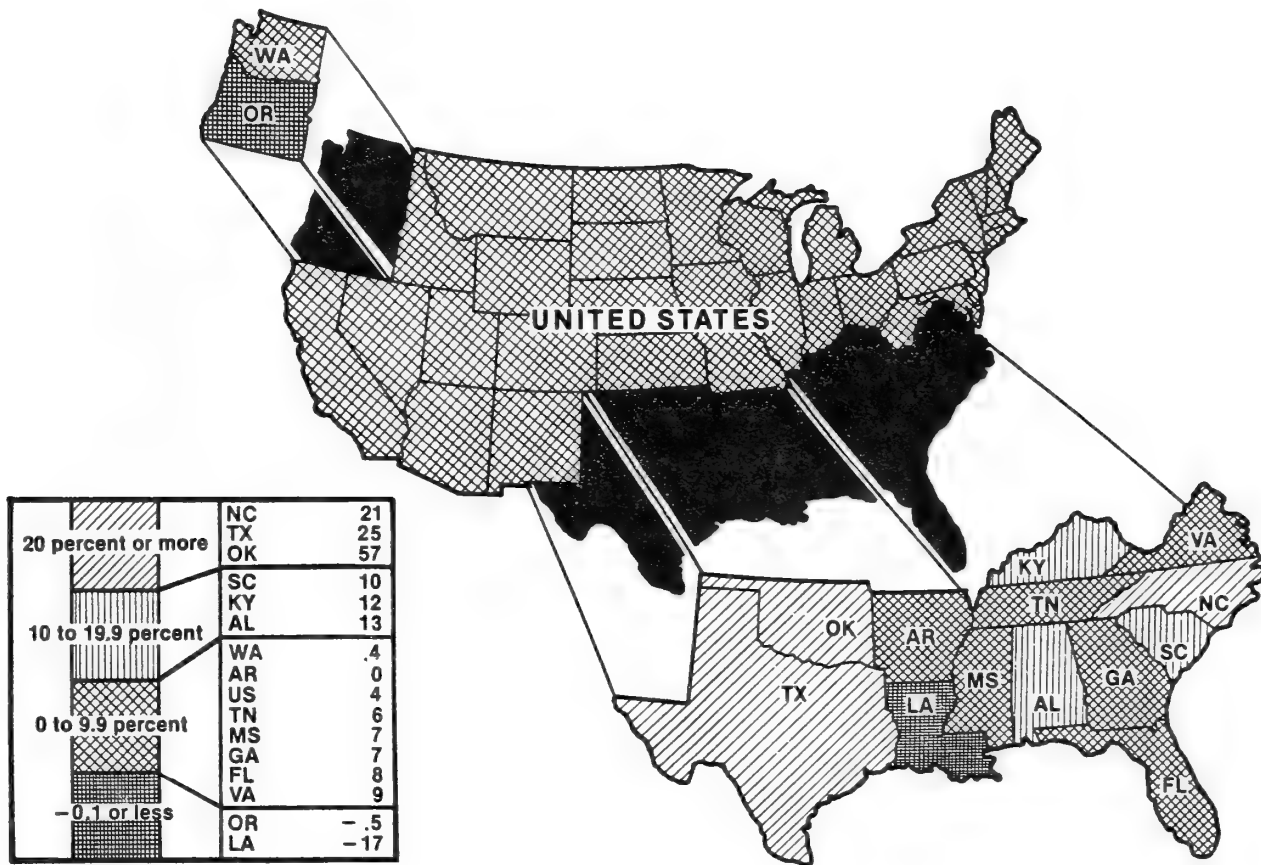 WA
OR
UNITED STATES
20 percent or more
NC 21
TX 25
OK 57
10 to 19.9 percent
SC 10
KY 12
AL 13
0 to 9.9 percent
WA .4
AR 0
US 4
TN 6
MS 7
GA 7
FL 8
VA 9
−0.1 or less
OR − .5
LA −17
VA
KY
TN
NC
OK
AR
SC
MS
GA
TX
LA
AL
FL